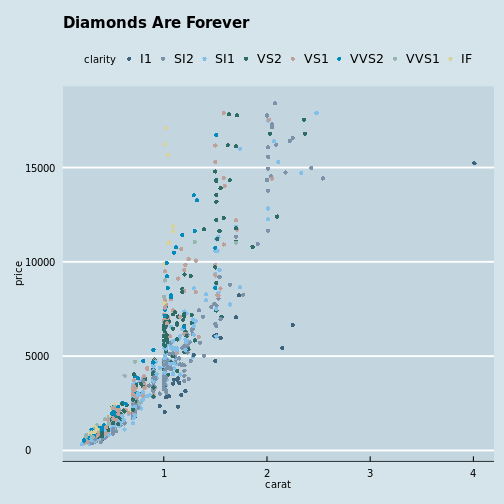 Diamonds Are Forever
clarity I1 SI2 SI1 VS2 VS1 VVS2 VVS1 IF
15000
10000
5000
0
price
1 2 3 4
carat